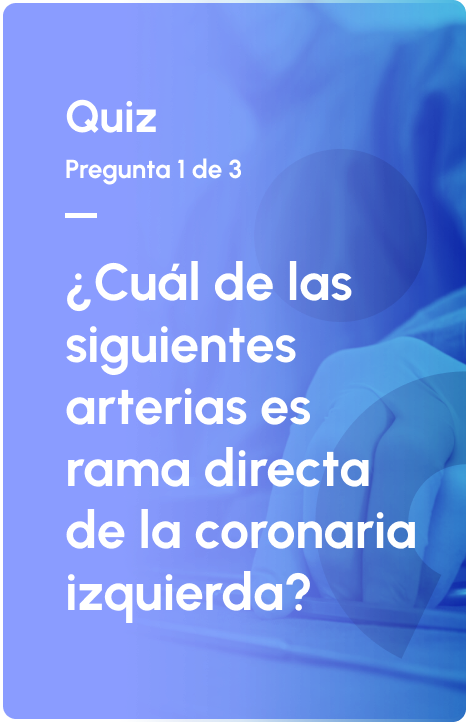 Quiz
Pregunta 1 de 3
¿Cuál de las
siguientes
arterias es
rama directa
de la coronaria
izquierda?